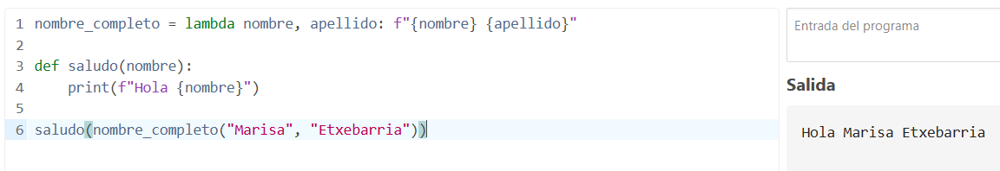 1 nombre_completo = lambda nombre, apellido: f"{nombre} {apellido}"
2
3 def saludo(nombre):
4     print(f"Hola {nombre}")
5
6 saludo(nombre_completo("Marisa", "Etxebarria"))
Entrada del programa
Salida
Hola Marisa Etxebarria